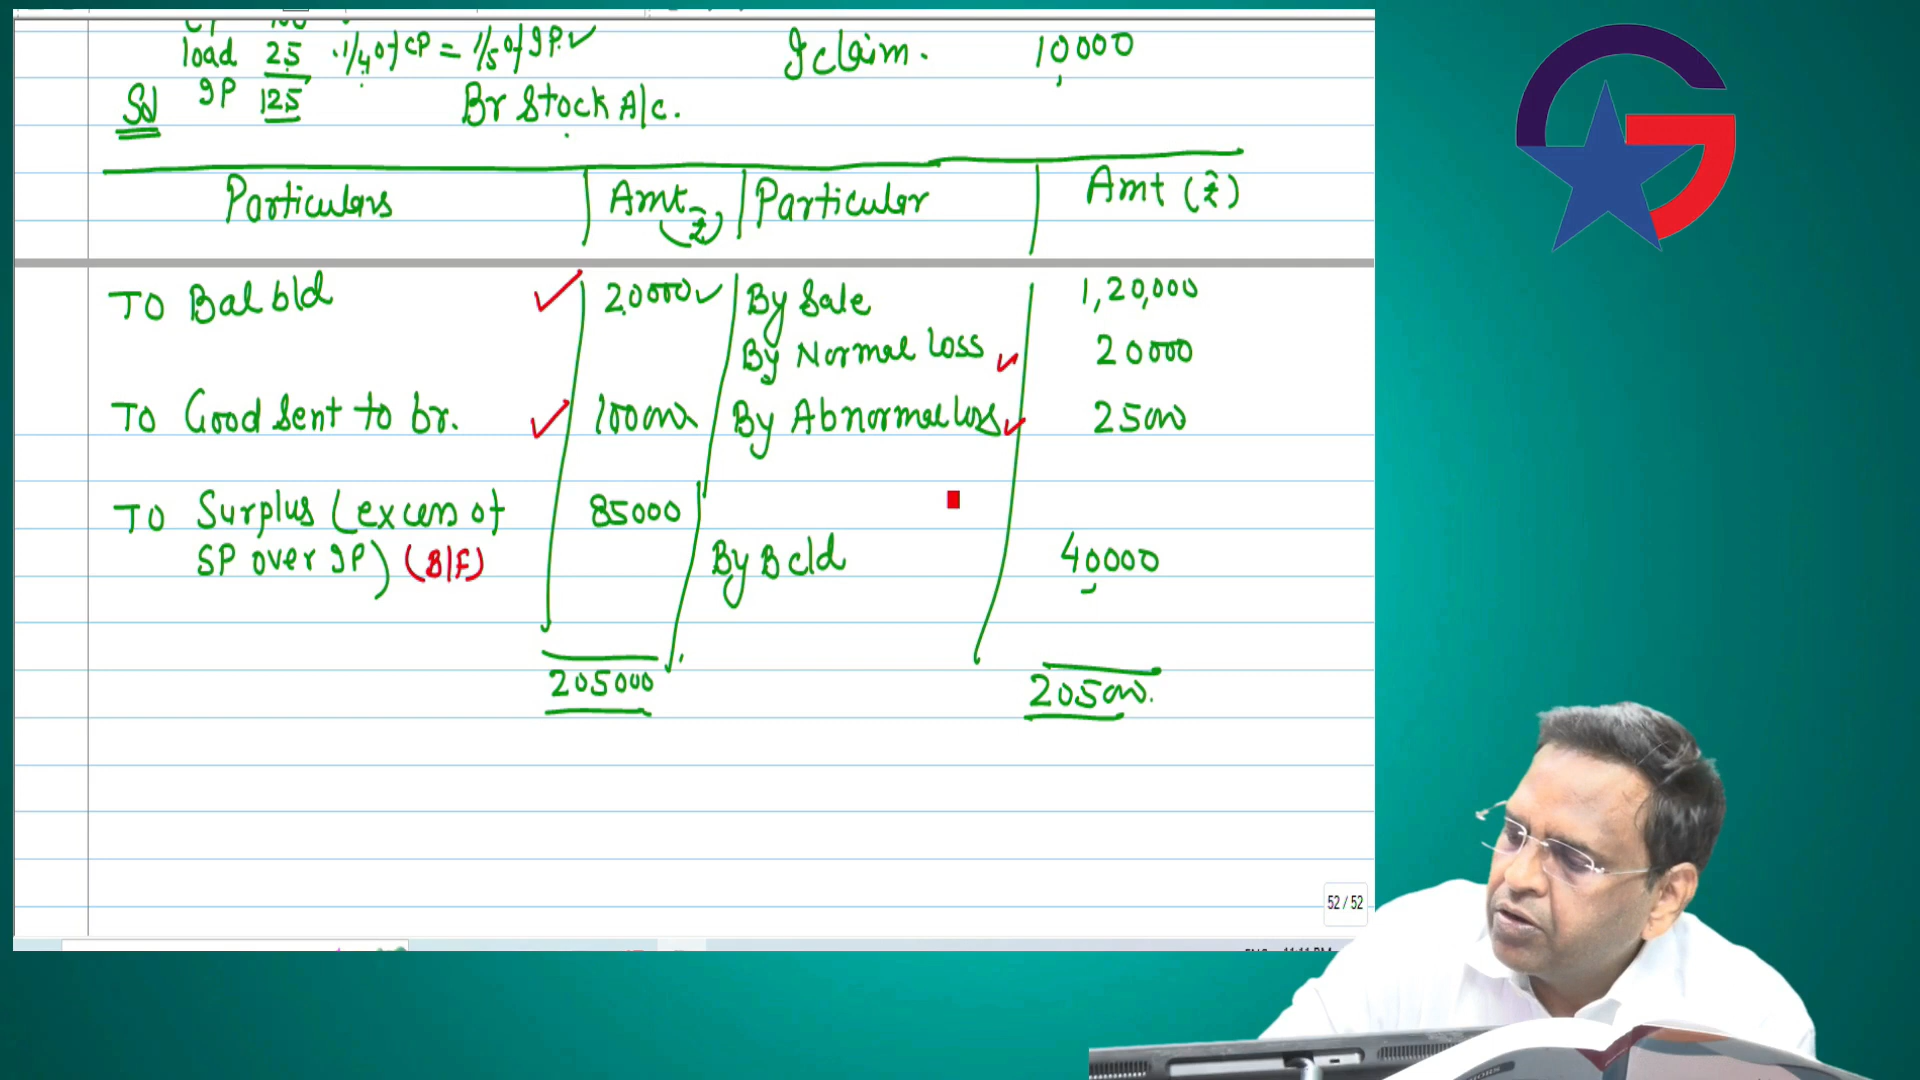 load 25 1/4 of CP = 1/5 of IP
I claim. 10000
Sol IP 125 Br Stock A/c.
Particulars Amt (₹) Particular Amt (₹)
To Bal b/d 20000 By Sale 1,20,000
By Normal Loss 20000
To Good Sent to br. 100000 By Abnormal Loss 25000
To Surplus (excess of 85000
SP over IP) (B/F) By B c/d 40000
205000 205000.
52 / 52